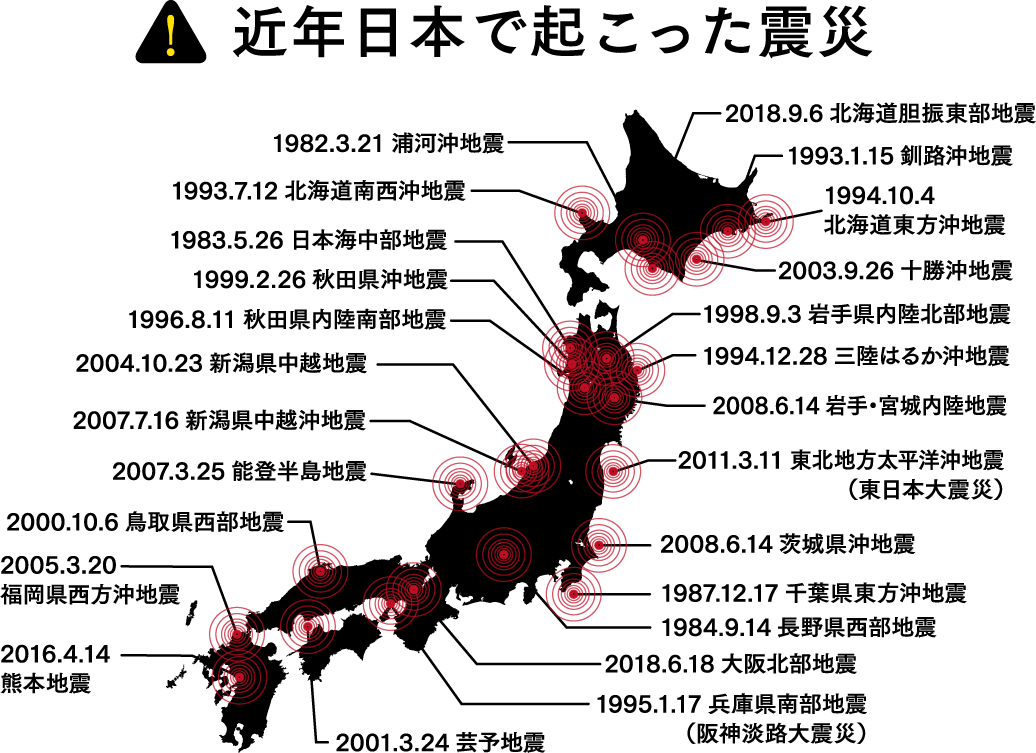 近年日本で起こった震災
1982.3.21 浦河沖地震
1993.7.12 北海道南西沖地震
1983.5.26 日本海中部地震
1999.2.26 秋田県沖地震
1996.8.11 秋田県内陸南部地震
2004.10.23 新潟県中越地震
2007.7.16 新潟県中越沖地震
2007.3.25 能登半島地震
2000.10.6 鳥取県西部地震
2005.3.20
福岡県西方沖地震
2016.4.14
熊本地震
2018.9.6 北海道胆振東部地震
1993.1.15 釧路沖地震
1994.10.4
北海道東方沖地震
2003.9.26 十勝沖地震
1998.9.3 岩手県内陸北部地震
1994.12.28 三陸はるか沖地震
2008.6.14 岩手・宮城内陸地震
2011.3.11 東北地方太平洋沖地震
（東日本大震災）
2008.6.14 茨城県沖地震
1987.12.17 千葉県東方沖地震
1984.9.14 長野県西部地震
2018.6.18 大阪北部地震
1995.1.17 兵庫県南部地震
（阪神淡路大震災）
2001.3.24 芸予地震